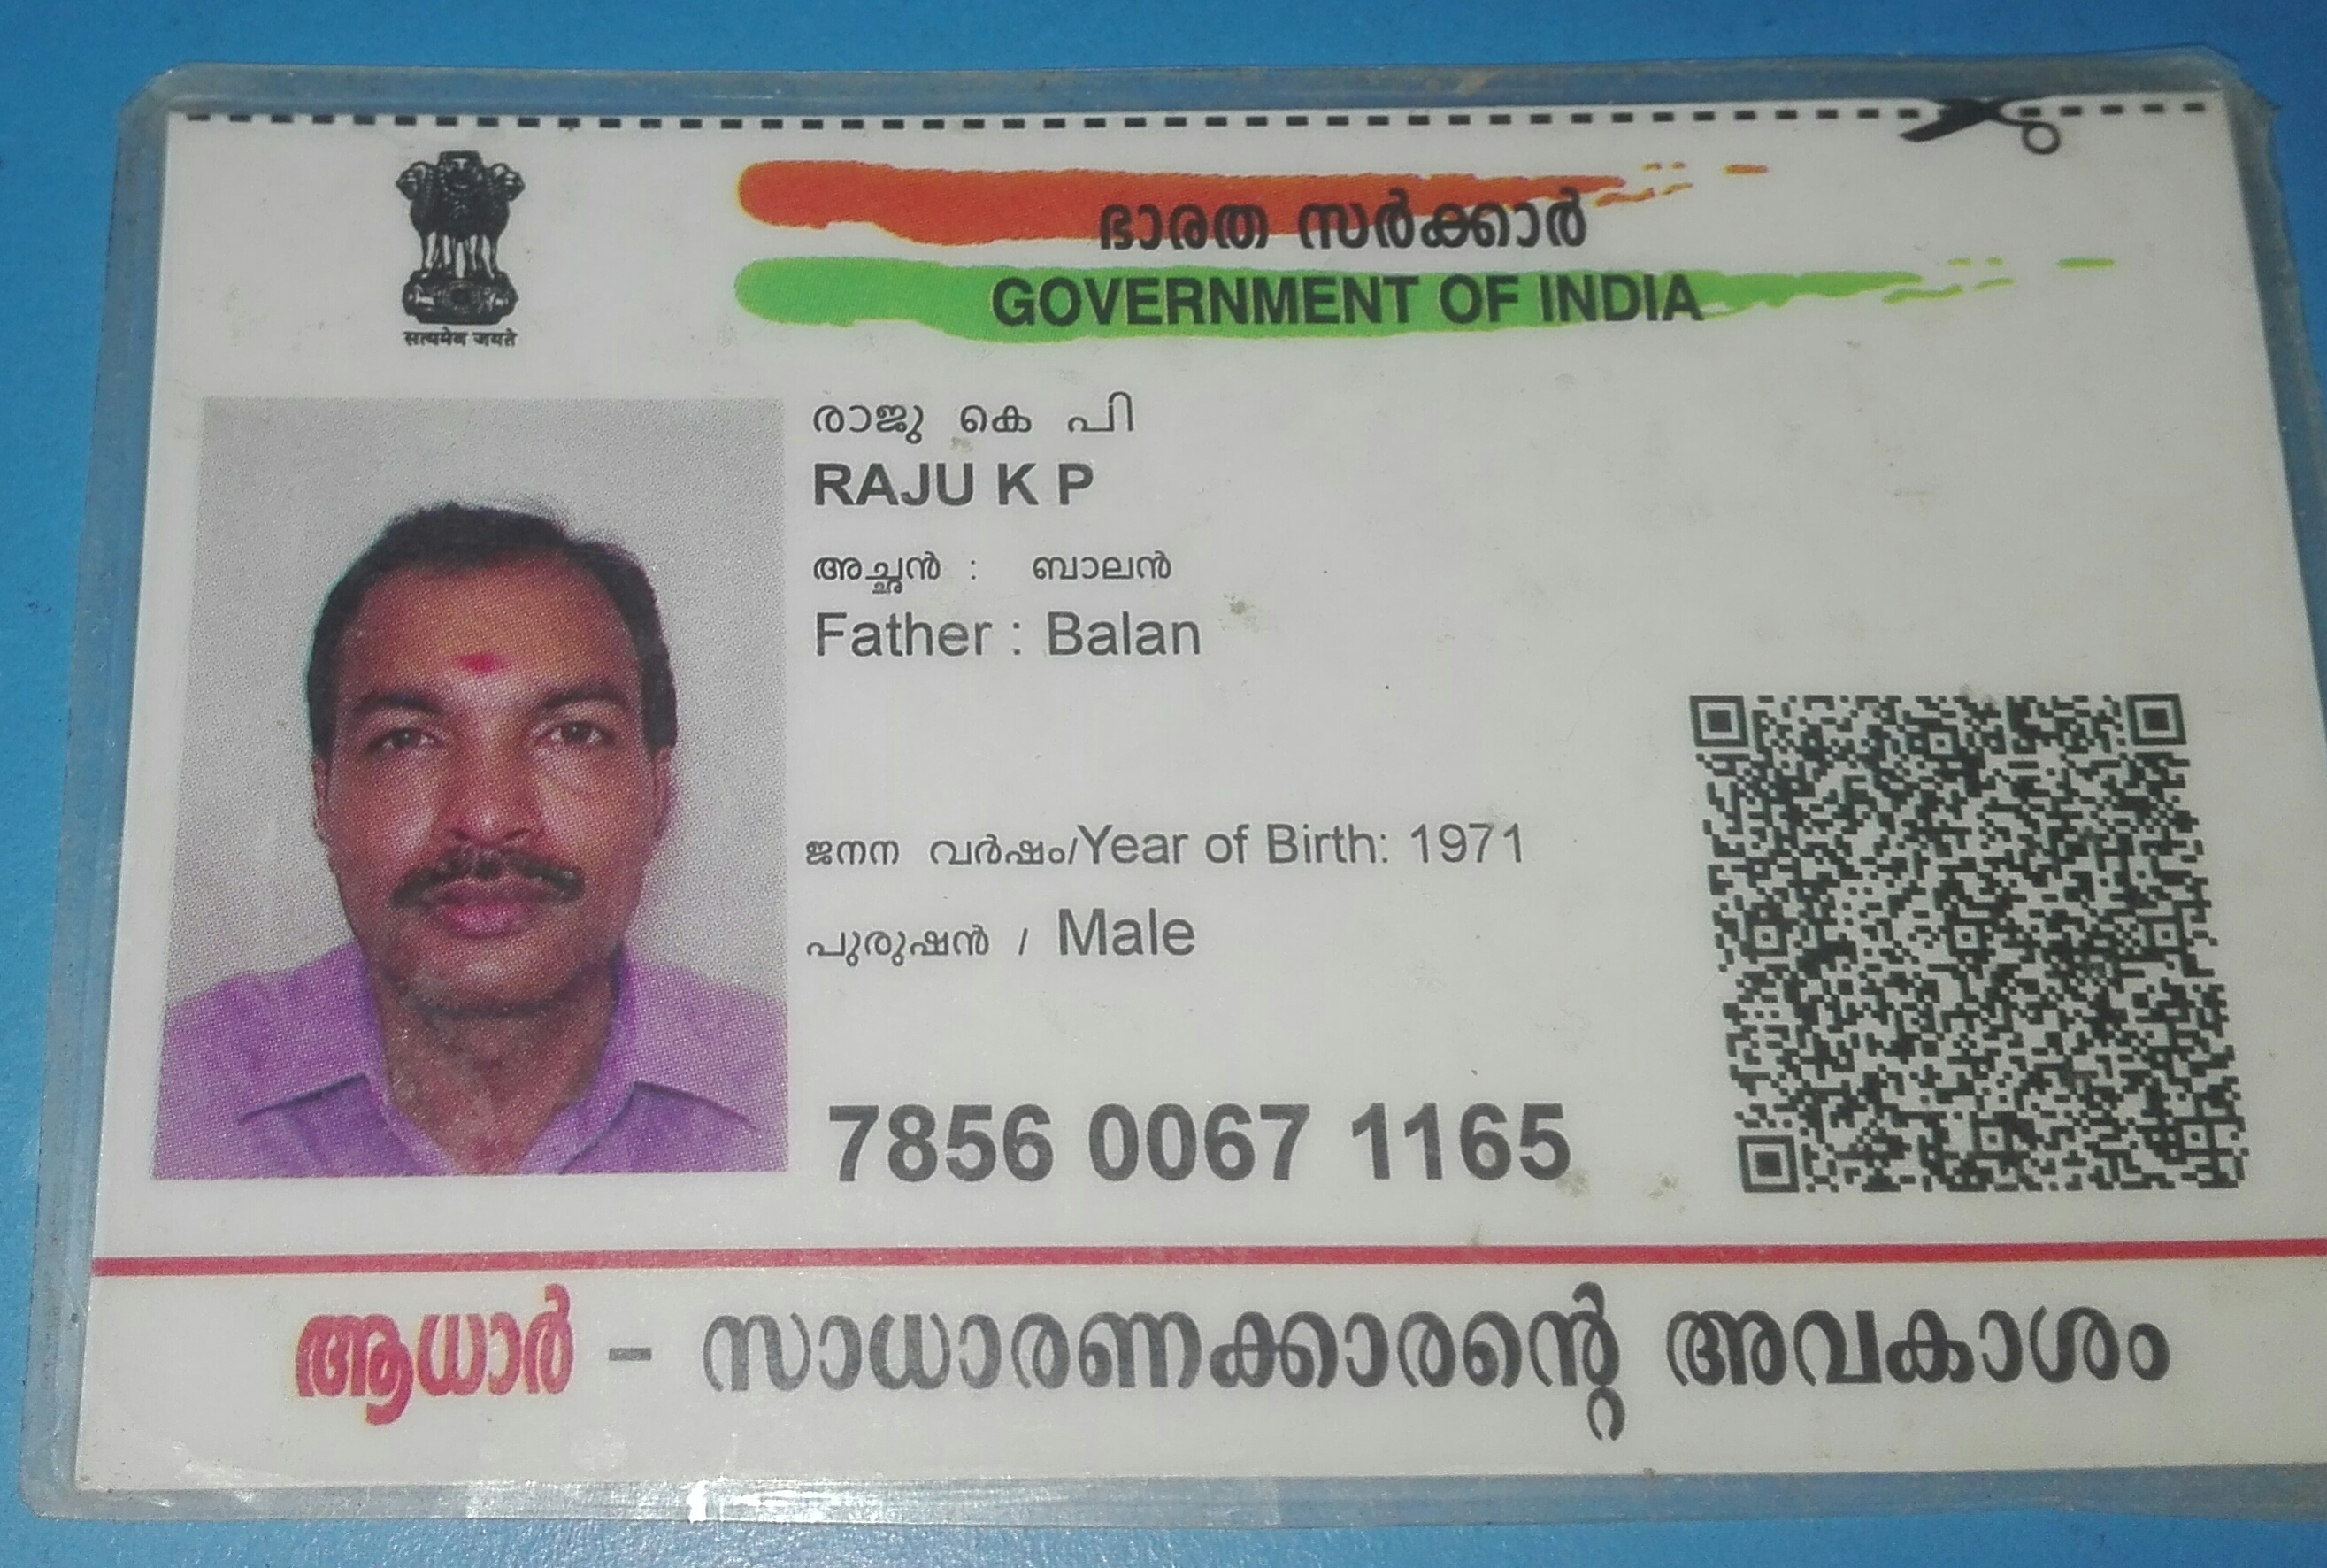 सत्यमेव जयते
ഭാരത സർക്കാർ
GOVERNMENT OF INDIA
രാജു കെ പി
RAJU K P
അച്ഛൻ : ബാലൻ
Father : Balan
ജനന വർഷം/Year of Birth: 1971
പുരുഷൻ / Male
7856 0067 1165
ആധാർ - സാധാരണക്കാരന്റെ അവകാശം